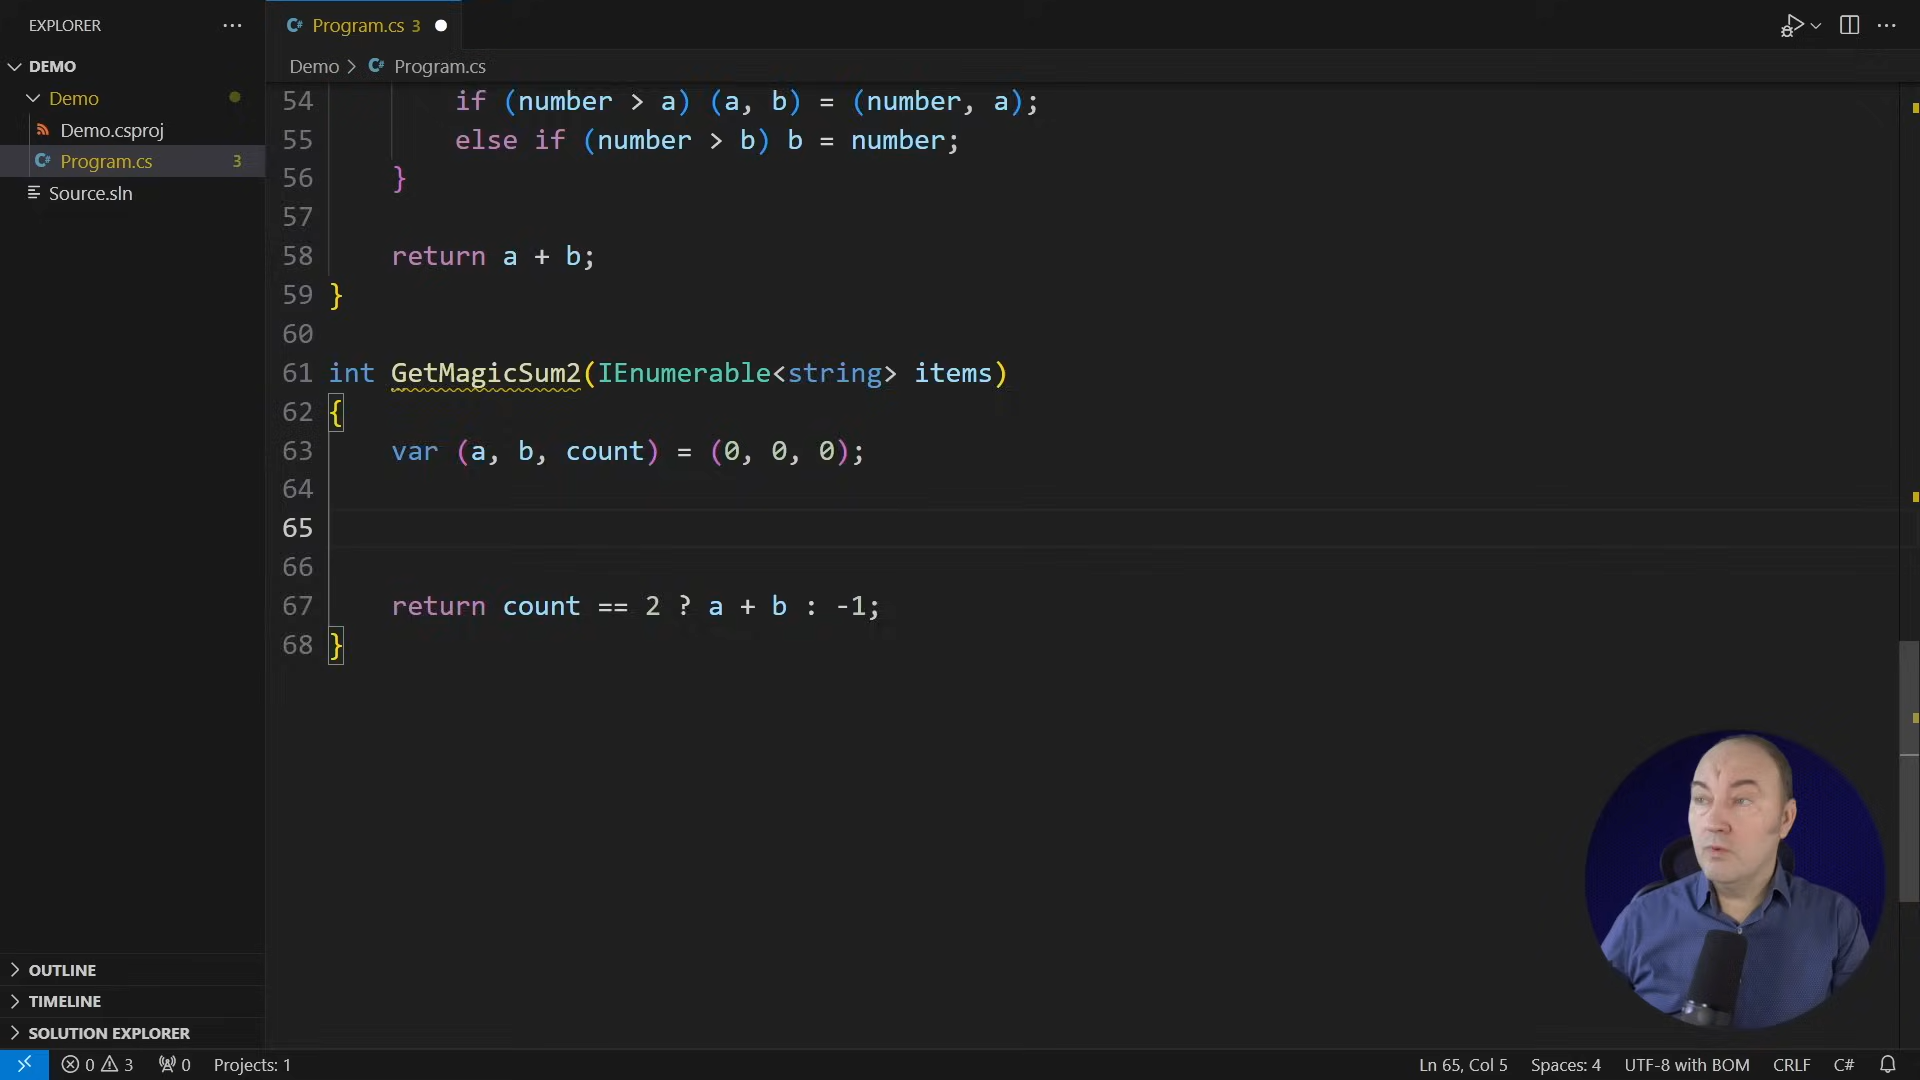 EXPLORER
DEMO
Demo
Demo.csproj
Program.cs 3
Source.sln
OUTLINE
TIMELINE
SOLUTION EXPLORER
Program.cs 3
Demo > Program.cs
54 if (number > a) (a, b) = (number, a);
55 else if (number > b) b = number;
56 }
57
58 return a + b;
59 }
60
61 int GetMagicSum2(IEnumerable<string> items)
62 {
63 var (a, b, count) = (0, 0, 0);
64
65
66
67 return count == 2 ? a + b : -1;
68 }
0 3 0 Projects: 1 Ln 65, Col 5 Spaces: 4 UTF-8 with BOM CRLF C#